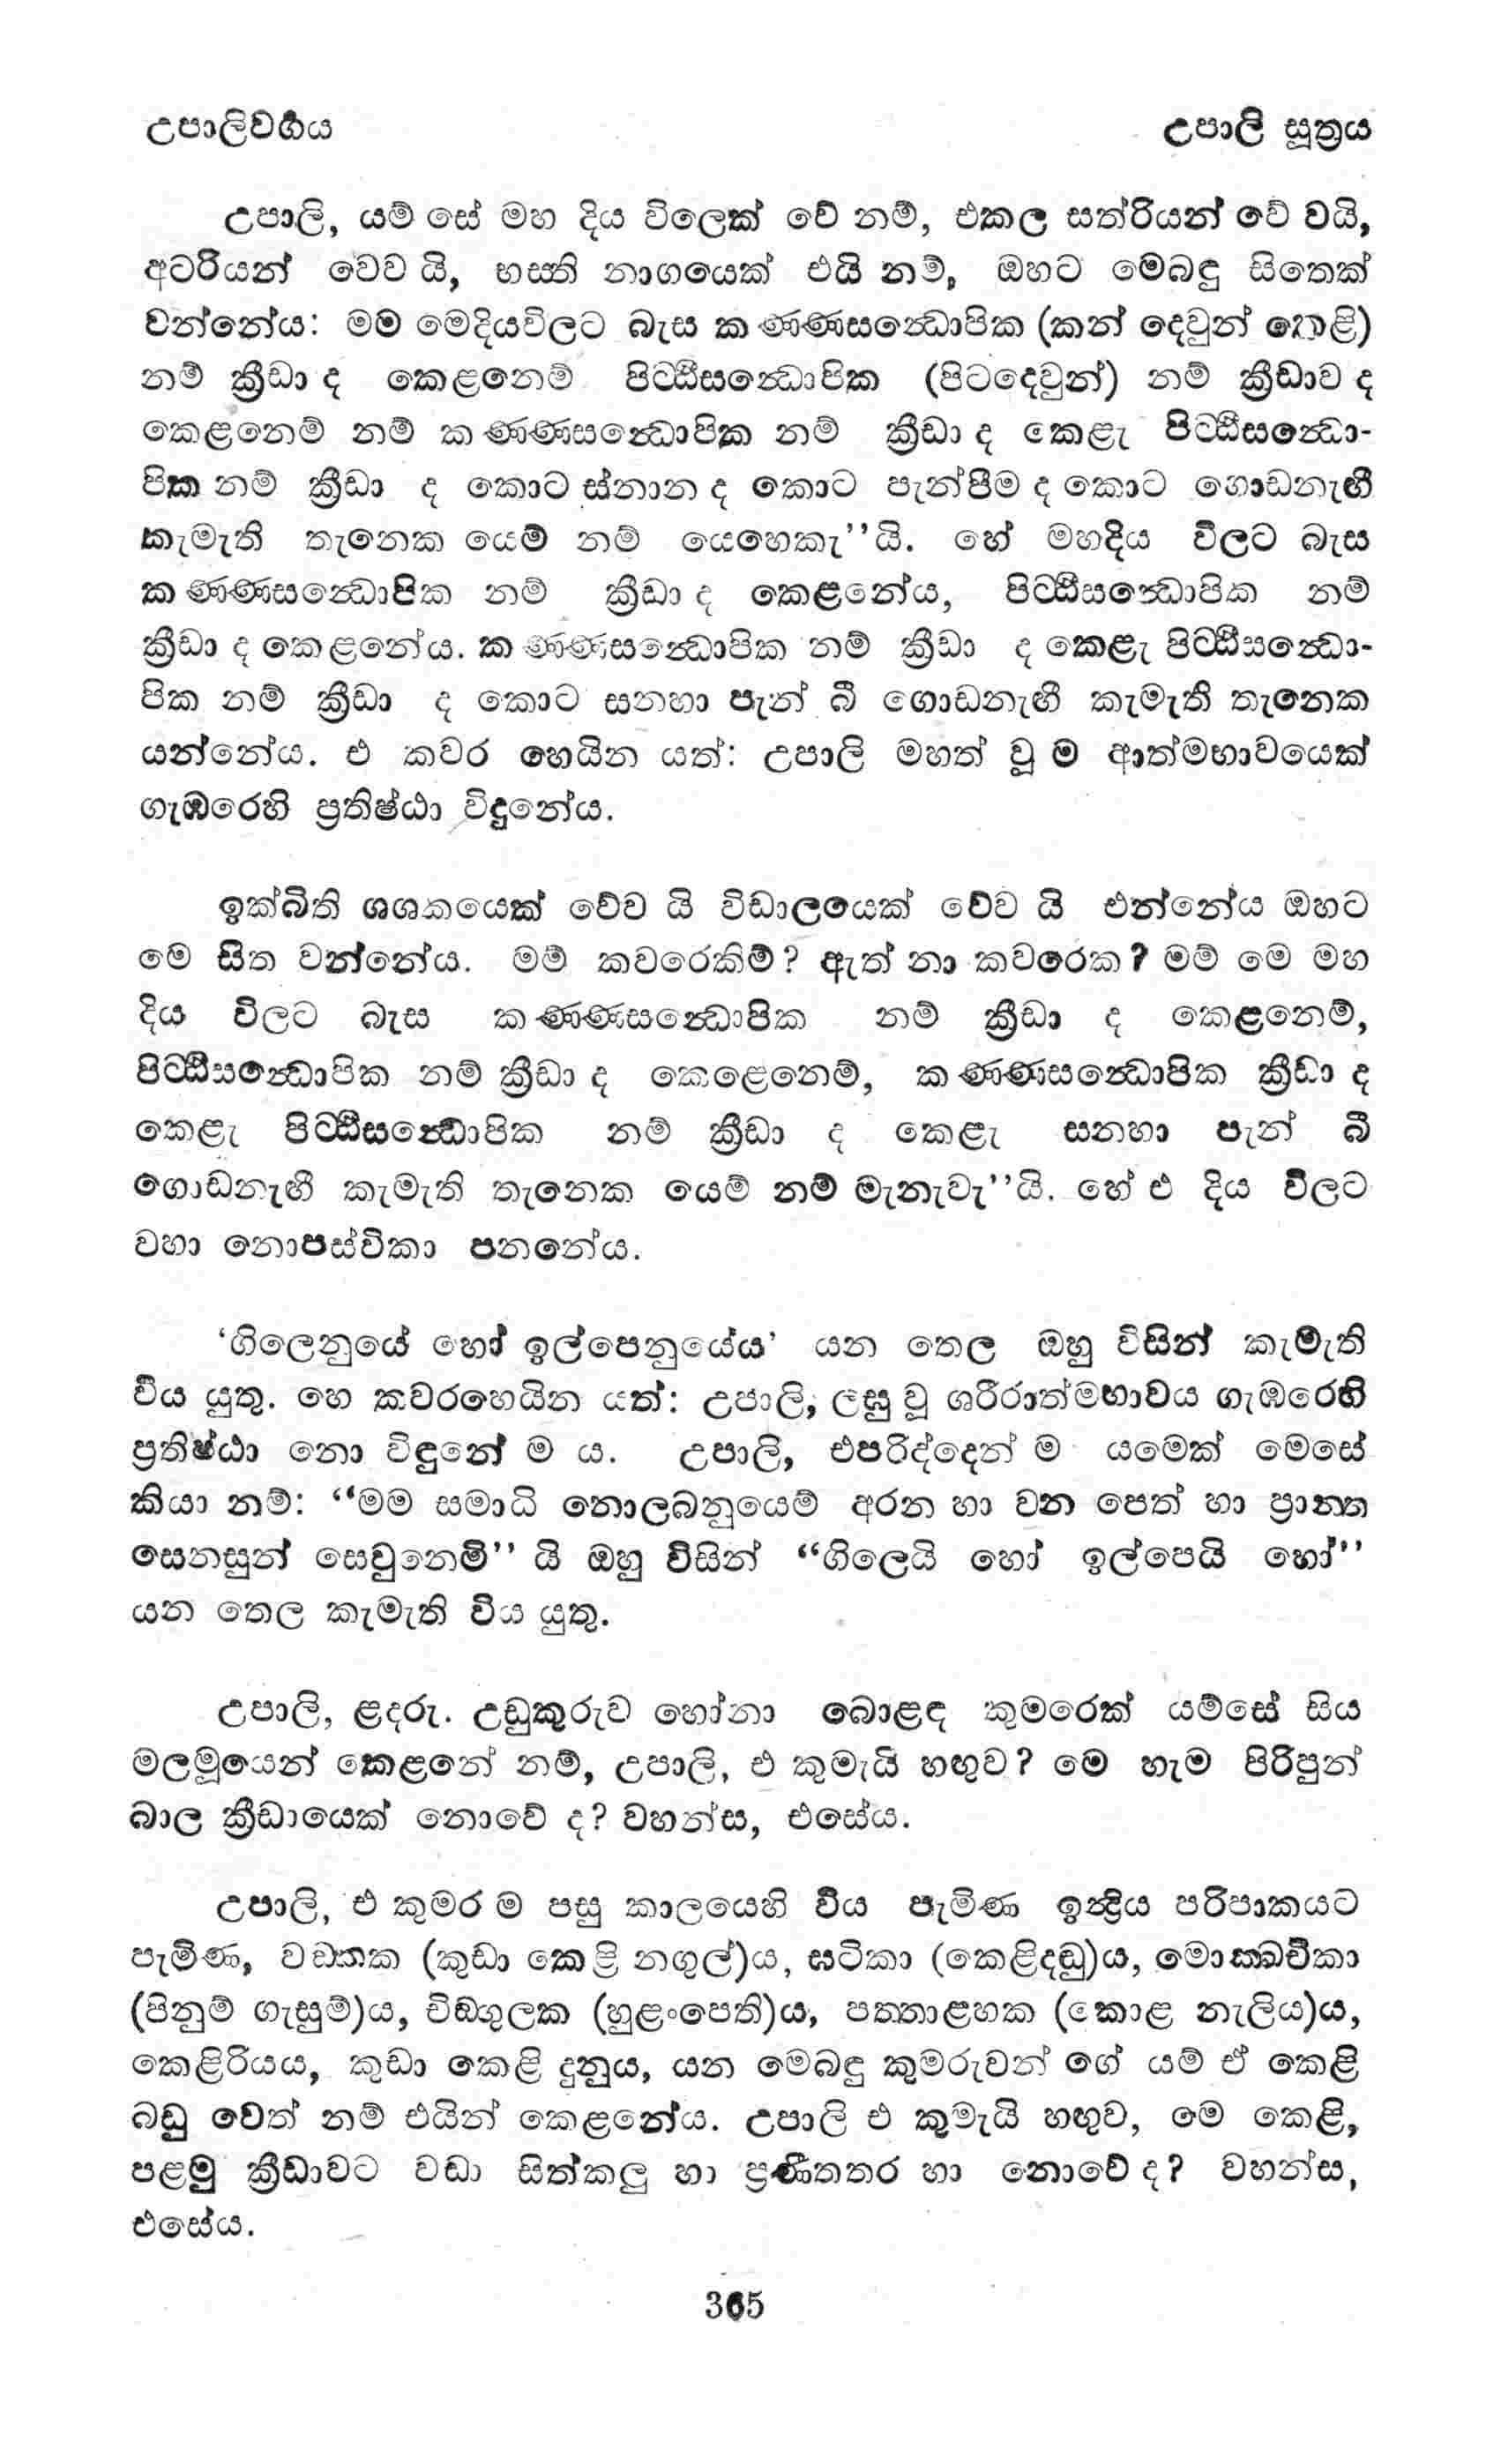 උපාලිවර්‍ගය
උපාලි සූත්‍රය
උපාලි, යම් සේ මහ දිය විලෙක් වේ නම්, එකල සත්රියන් වේ වයි,
අටරියන් වෙව යි, හස්ති නාගයෙක් එයි නම්, ඔහට මෙබඳු සිතෙක්
වන්නේය: මම මෙදියවිලට බැස කණ්ණසන්‍ධොපික (කන් දෙවුන් කෙළි)
නම් ක්‍රීඩා ද කෙළනෙම් පිට්ඨිසන්‍ධොපික (පිටදෙවුන්) නම් ක්‍රීඩාව ද
කෙළනෙම් නම් කණ්ණසන්‍ධොපික නම් ක්‍රීඩා ද කෙළැ පිට්ඨිසන්‍ධො-
පික නම් ක්‍රීඩා ද කොට ස්නාන ද කොට පැන්පීම ද කොට ගොඩනැඟී
කැමැති තැනෙක යෙම් නම් යෙහෙකැ’’යි. හේ මහදිය විලට බැස
කණ්ණසන්‍ධොපික නම් ක්‍රීඩා ද කෙළනේය, පිට්ඨිසන්‍ධොපික නම්
ක්‍රීඩා ද කෙළනේය. කණ්ණසන්‍ධොපික නම් ක්‍රීඩා ද කෙළැ පිට්ඨිසන්‍ධො-
පික නම් ක්‍රීඩා ද කොට සනහා පැන් බී ගොඩනැඟී කැමැති තැනෙක
යන්නේය. එ කවර හෙයින යත්: උපාලි මහත් වූ ම ආත්මභාවයෙක්
ගැඹරෙහි ප්‍රතිෂ්ඨා විඳුනේය.
ඉක්බිති ශශකයෙක් වේව යි විඩාලයෙක් වේව යි එන්නේය ඔහට
මෙ සිත වන්නේය. මම් කවරෙකිම්? ඇත් නා කවරෙක? මම් මෙ මහ
දිය විලට බැස කණ්ණසන්‍ධොපික නම් ක්‍රීඩා ද කෙළනෙම්,
පිට්ඨිසන්‍ධොපික නම් ක්‍රීඩා ද කෙළෙනෙම්, කණ්ණසන්‍ධොපික ක්‍රීඩා ද
කෙළැ පිට්ඨිසන්‍ධොපික නම් ක්‍රීඩා ද කෙළැ සනහා පැන් බී
ගොඩනැඟී කැමැති තැනෙක යෙම් නම් මැනැවැ’’යි. හේ එ දිය විලට
වහා නොපස්විකා පනනේය.
‘ගිලෙනුයේ හෝ ඉල්පෙනුයේය’ යන තෙල ඔහු විසින් කැමැති
විය යුතු. හෙ කවරහෙයින යත්: උපාලි, ලඝු වූ ශරීරාත්මභාවය ගැඹරෙහි
ප්‍රතිෂ්ඨා නො විඳුනේ ම ය. උපාලි, එපරිද්දෙන් ම යමෙක් මෙසේ
කියා නම්: ‘‘මම සමාධි නොලබනුයෙම් අරන හා වන පෙත් හා ප්‍රාන්ත
සෙනසුන් සෙවුනෙමි’’ යි ඔහු විසින් ‘‘ගිලෙයි හෝ ඉල්පෙයි හෝ’’
යන තෙල කැමැති විය යුතු.
උපාලි, ළදරු. උඩුකුරුව හෝනා බොළඳ කුමරෙක් යම්සේ සිය
මලමූයෙන් කෙළනේ නම්, උපාලි, එ කුමැයි හඟුව? මෙ හැම පිරිපුන්
බාල ක්‍රීඩායෙක් නොවේ ද? වහන්ස, එසේය.
උපාලි, එ කුමර ම පසු කාලයෙහි විය පැමිණ ඉන්‍ද්‍රිය පරිපාකයට
පැමිණ, වඩ්කක (කුඩා කෙළි නගුල්)ය, ඝටිකා (කෙළිදඬු)ය, මොක්ඛචිකා
(පිනුම් ගැසුම්)ය, චිඞ්ගුලක (හුළංපෙති)ය, පත්තාළහක (කොළ නැලිය)ය,
කෙළිරියය, කුඩා කෙළි දුනුය, යන මෙබඳු කුමරුවන් ගේ යම් ඒ කෙළි
බඩු වෙත් නම් එයින් කෙළනේය. උපාලි එ කුමැයි හඟුව, මෙ කෙළි,
පළමු ක්‍රීඩාවට වඩා සිත්කලු හා ප්‍රණීතතර හා නොවේ ද? වහන්ස,
එසේය.
365